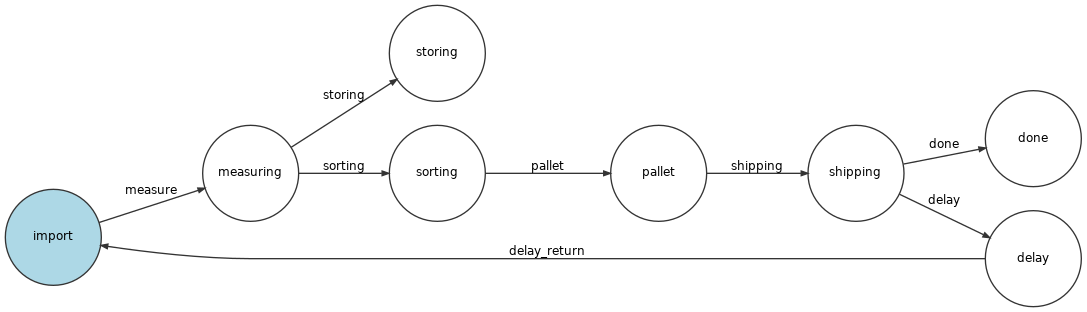 storing
storing
done
done
measuring
sorting
sorting
pallet
pallet
shipping
shipping
measure
delay
import
delay_return
delay